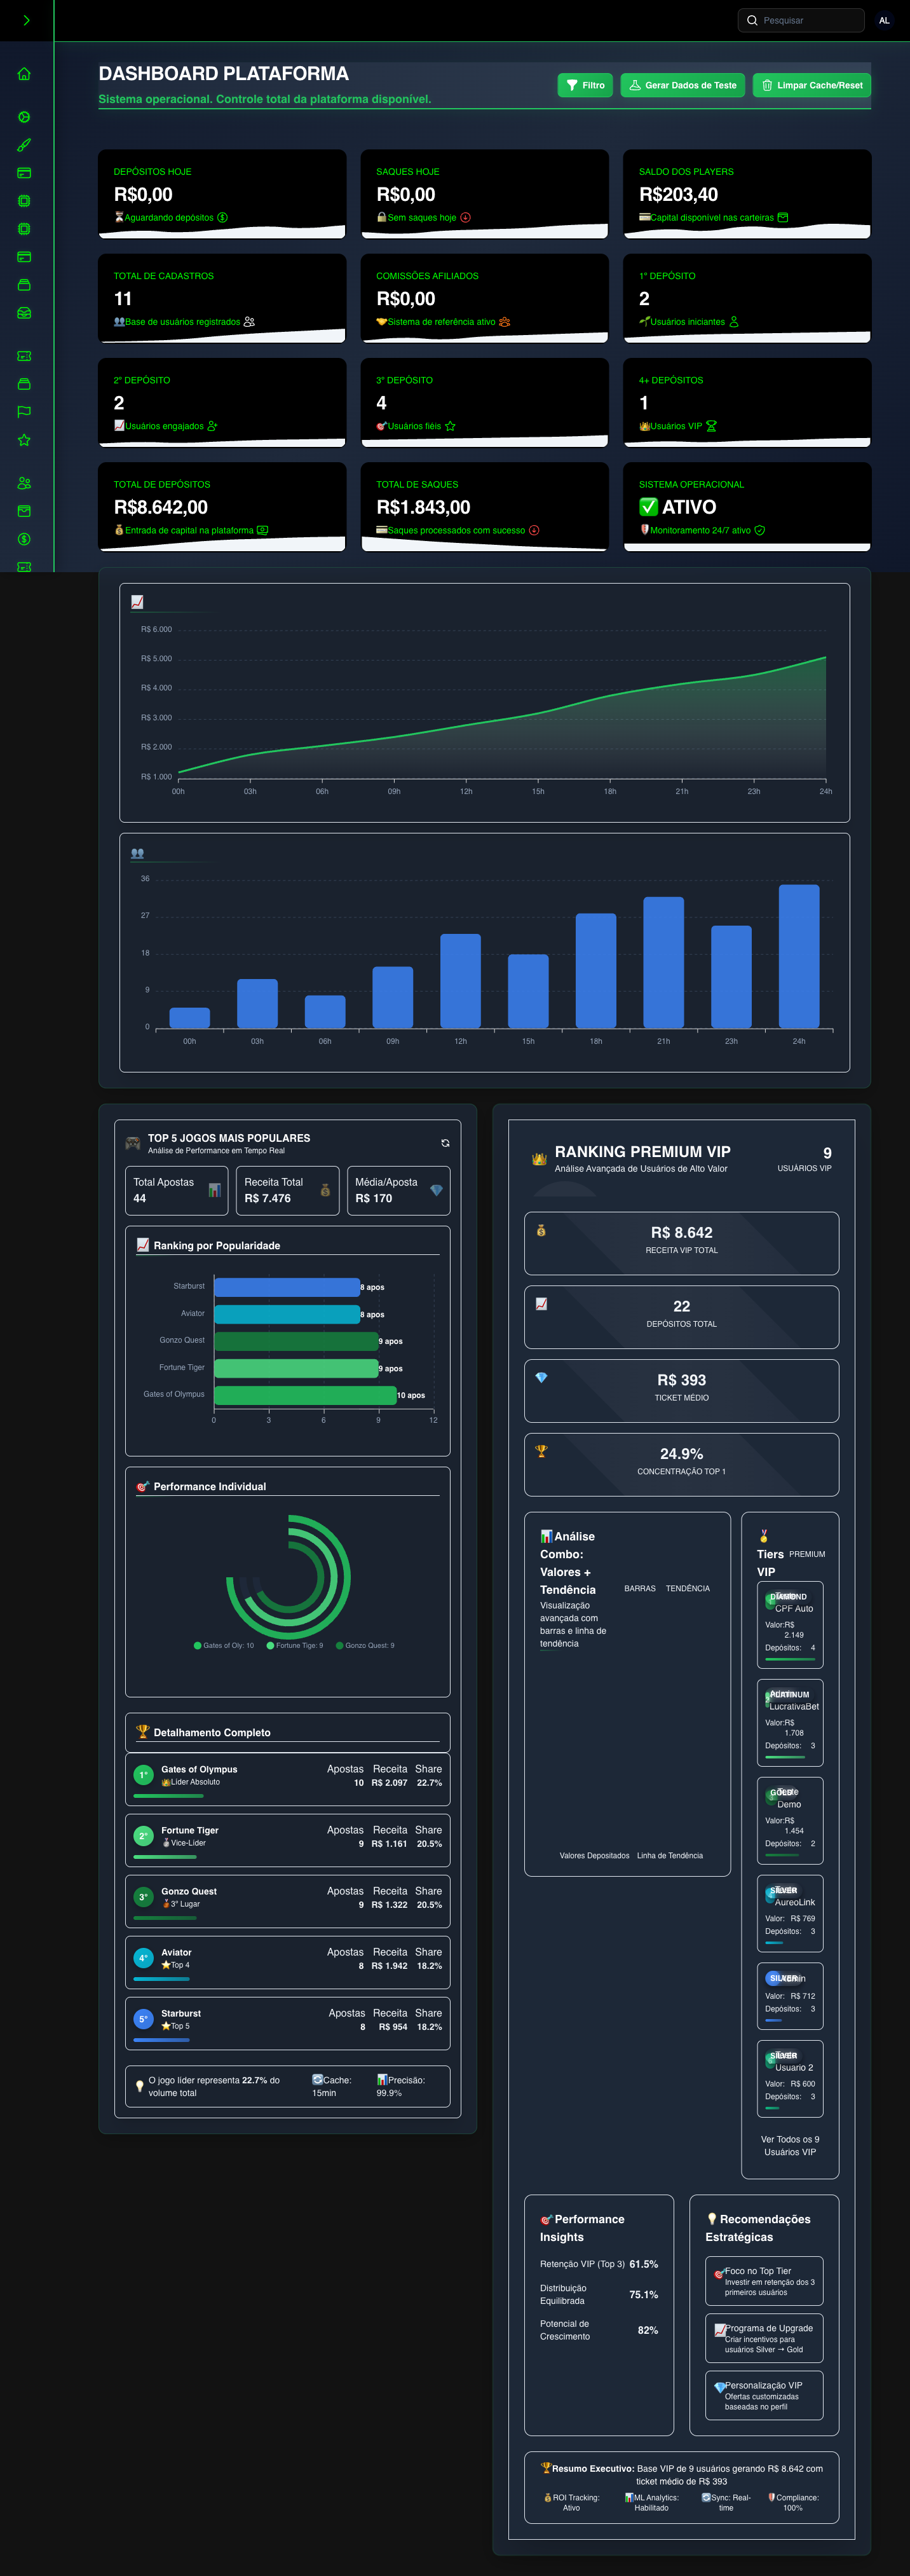 Pesquisar
AL
DASHBOARD PLATAFORMA
Sistema operacional. Controle total da plataforma disponível.
Filtro
Gerar Dados de Teste
Limpar Cache/Reset
DEPÓSITOS HOJE
R$0,00
Aguardando depósitos
SAQUES HOJE
R$0,00
Sem saques hoje
SALDO DOS PLAYERS
R$203,40
Capital disponível nas carteiras
TOTAL DE CADASTROS
11
Base de usuários registrados
COMISSÕES AFILIADOS
R$0,00
Sistema de referência ativo
1º DEPÓSITO
2
Usuários iniciantes
2º DEPÓSITO
2
Usuários engajados
3º DEPÓSITO
4
Usuários fiéis
4+ DEPÓSITOS
1
Usuários VIP
TOTAL DE DEPÓSITOS
R$8.642,00
Entrada de capital na plataforma
TOTAL DE SAQUES
R$1.843,00
Saques processados com sucesso
SISTEMA OPERACIONAL
✅ ATIVO
Monitoramento 24/7 ativo
R$ 6.000
R$ 5.000
R$ 4.000
R$ 3.000
R$ 2.000
R$ 1.000
00h 03h 06h 09h 12h 15h 18h 21h 23h 24h
36
27
18
9
0
00h 03h 06h 09h 12h 15h 18h 21h 23h 24h
TOP 5 JOGOS MAIS POPULARES
Análise de Performance em Tempo Real
Total Apostas
44
Receita Total
R$ 7.476
Média/Aposta
R$ 170
Ranking por Popularidade
Starburst
8 apos
Aviator
8 apos
Gonzo Quest
9 apos
Fortune Tiger
9 apos
Gates of Olympus
10 apos
0 3 6 9 12
Performance Individual
Gates of Oly: 10
Fortune Tige: 9
Gonzo Quest: 9
Detalhamento Completo
1º
Gates of Olympus
Líder Absoluto
Apostas Receita Share
10 R$ 2.097 22.7%
2º
Fortune Tiger
Vice-Líder
Apostas Receita Share
9 R$ 1.161 20.5%
3º
Gonzo Quest
3º Lugar
Apostas Receita Share
9 R$ 1.322 20.5%
4º
Aviator
Top 4
Apostas Receita Share
8 R$ 1.942 18.2%
5º
Starburst
Top 5
Apostas Receita Share
8 R$ 954 18.2%
O jogo líder representa 22.7% do
volume total
Cache:
15min
Precisão:
99.9%
RANKING PREMIUM VIP
Análise Avançada de Usuários de Alto Valor
9
USUÁRIOS VIP
R$ 8.642
RECEITA VIP TOTAL
22
DEPÓSITOS TOTAL
R$ 393
TICKET MÉDIO
24.9%
CONCENTRAÇÃO TOP 1
Análise
Combo:
Valores +
Tendência
Visualização
avançada com
barras e linha de
tendência
BARRAS TENDÊNCIA
Valores Depositados Linha de Tendência
Tiers
VIP
PREMIUM
CPF Auto
Valor: R$
2.149
Depósitos: 4
PLATINUM
LucrativaBet
Valor: R$
1.708
Depósitos: 3
GOLD
Demo
Valor: R$
1.454
Depósitos: 2
SILVER
AureoLink
Valor: R$ 769
Depósitos: 3
SILVER
Valor: R$ 712
Depósitos: 3
SILVER
Usuario 2
Valor: R$ 600
Depósitos: 3
Ver Todos os 9
Usuários VIP
Performance
Insights
Retenção VIP (Top 3) 61.5%
Distribuição
Equilibrada
75.1%
Potencial de
Crescimento
82%
Recomendações
Estratégicas
Foco no Top Tier
Investir em retenção dos 3
primeiros usuários
Programa de Upgrade
Criar incentivos para
usuários Silver → Gold
Personalização VIP
Ofertas customizadas
baseadas no perfil
Resumo Executivo: Base VIP de 9 usuários gerando R$ 8.642 com
ticket médio de R$ 393
ROI Tracking:
Ativo
ML Analytics:
Habilitado
Sync: Real-
time
Compliance:
100%